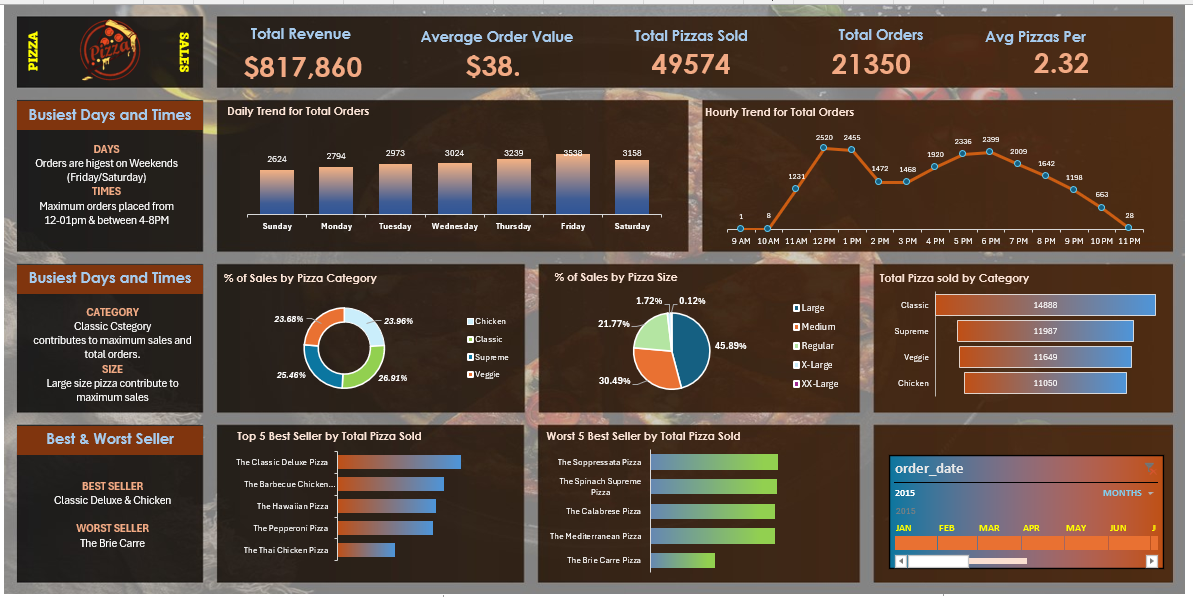 PIZZA
Pizza
SALES
Total Revenue
$817,860
Average Order Value
$38.
Total Pizzas Sold
49574
Total Orders
21350
Avg Pizzas Per
2.32
Busiest Days and Times
DAYS
Orders are higest on Weekends
(Friday/Saturday)
TIMES
Maximum orders placed from
12-01pm & between 4-8PM
Daily Trend for Total Orders
2624 2794 2973 3024 3239 3538 3158
Sunday Monday Tuesday Wednesday Thursday Friday Saturday
Hourly Trend for Total Orders
1 8 1231 2520 2455 1472 1468 1920 2336 2399 2009 1642 1198 663 28
9 AM 10 AM 11 AM 12 PM 1 PM 2 PM 3 PM 4 PM 5 PM 6 PM 7 PM 8 PM 9 PM 10 PM 11 PM
Busiest Days and Times
CATEGORY
Classic Cstegory
contributes to maximum sales and
total orders.
SIZE
Large size pizza contribute to
maximum sales
% of Sales by Pizza Category
23.68%
23.96%
25.46%
26.91%
Chicken
Classic
Supreme
Veggie
% of Sales by Pizza Size
1.72%
0.12%
21.77%
45.89%
30.49%
Large
Medium
Regular
X-Large
XX-Large
Total Pizza sold by Category
Classic 14888
Supreme 11987
Veggie 11649
Chicken 11050
Best & Worst Seller
BEST SELLER
Classic Deluxe & Chicken
WORST SELLER
The Brie Carre
Top 5 Best Seller by Total Pizza Sold
The Classic Deluxe Pizza
The Barbecue Chicken...
The Hawaiian Pizza
The Pepperoni Pizza
The Thai Chicken Pizza
Worst 5 Best Seller by Total Pizza Sold
The Soppressata Pizza
The Spinach Supreme
Pizza
The Calabrese Pizza
The Mediterranean Pizza
The Brie Carre Pizza
order_date
2015 MONTHS
2015
JAN FEB MAR APR MAY JUN J